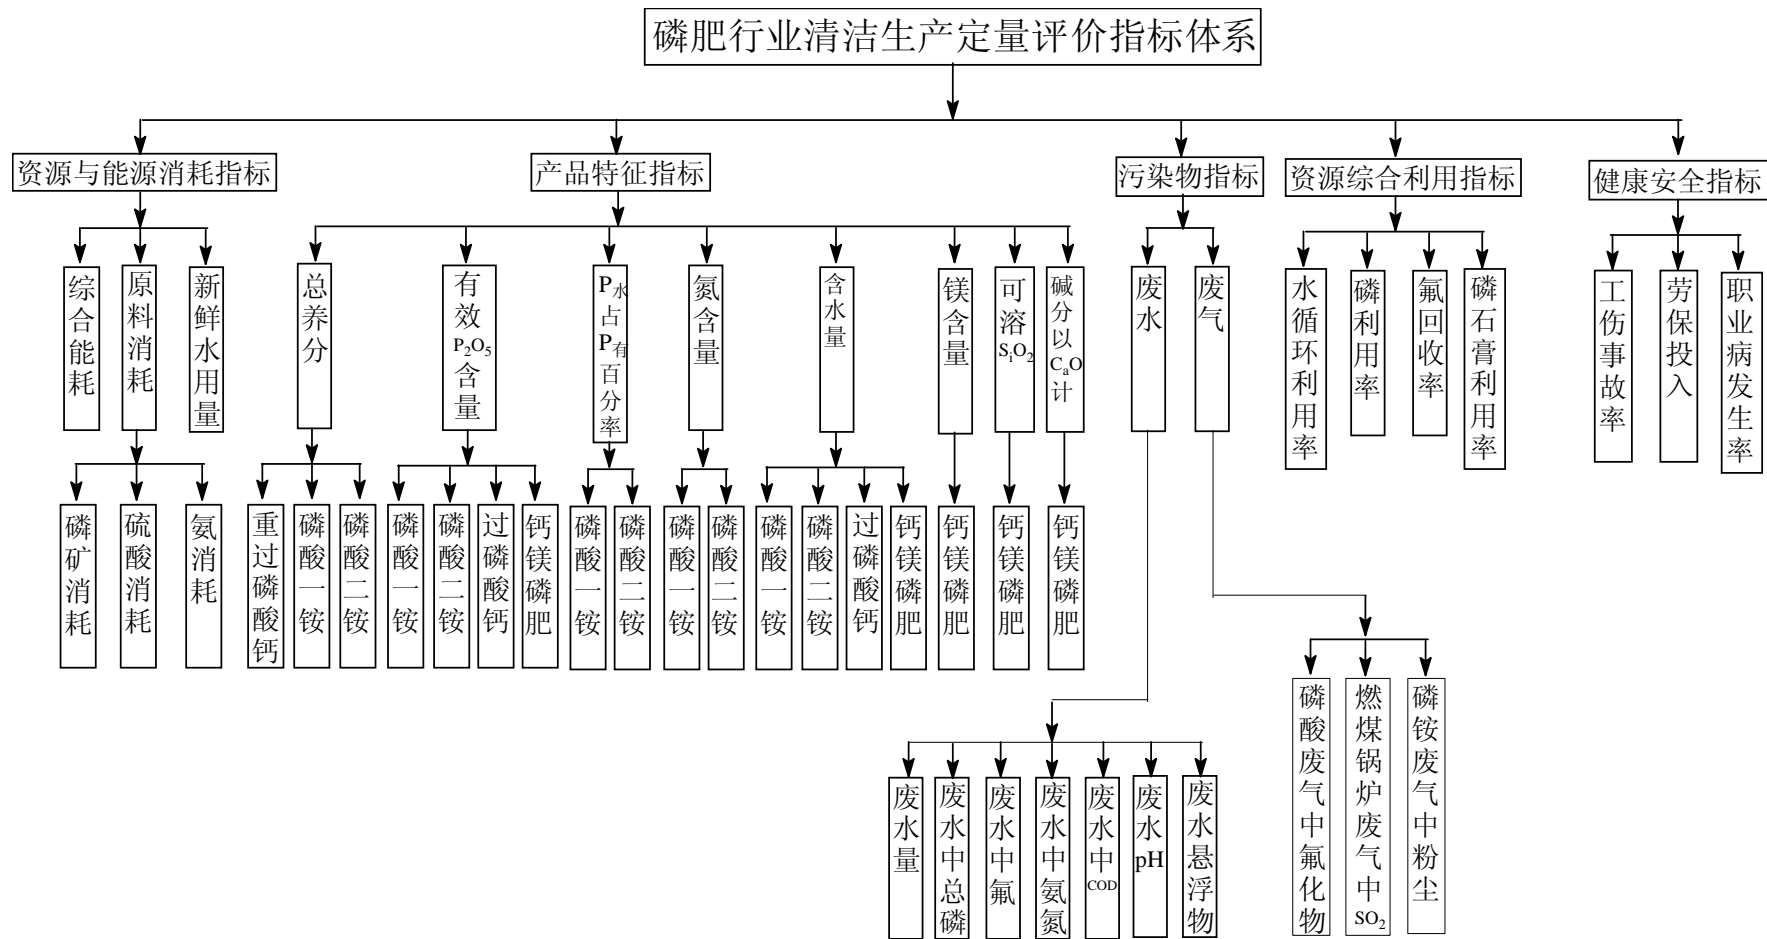 磷肥行业清洁生产定量评价指标体系
资源与能源消耗指标
产品特征指标
污染物指标
资源综合利用指标
健康安全指标
综合能耗
原料消耗
新鲜水用量
总养分
有效P₂O₅含量
P水占P有百分率
氮含量
含水量
镁含量
可溶SᵢO₂
碱分以CₐO计
废水
废气
水循环利用率
磷利用率
氟回收率
磷石膏利用率
工伤事故率
劳保投入
职业病发生率
磷矿消耗
硫酸消耗
氨消耗
重过磷酸钙
磷酸一铵
磷酸二铵
磷酸一铵
磷酸二铵
过磷酸钙
钙镁磷肥
磷酸一铵
磷酸二铵
磷酸一铵
磷酸二铵
磷酸一铵
磷酸二铵
过磷酸钙
钙镁磷肥
钙镁磷肥
钙镁磷肥
钙镁磷肥
废水量
废水中总磷
废水中氟
废水中氨氮
废水中COD
废水pH
废水悬浮物
磷酸废气中氟化物
燃煤锅炉废气中SO₂
磷铵废气中粉尘